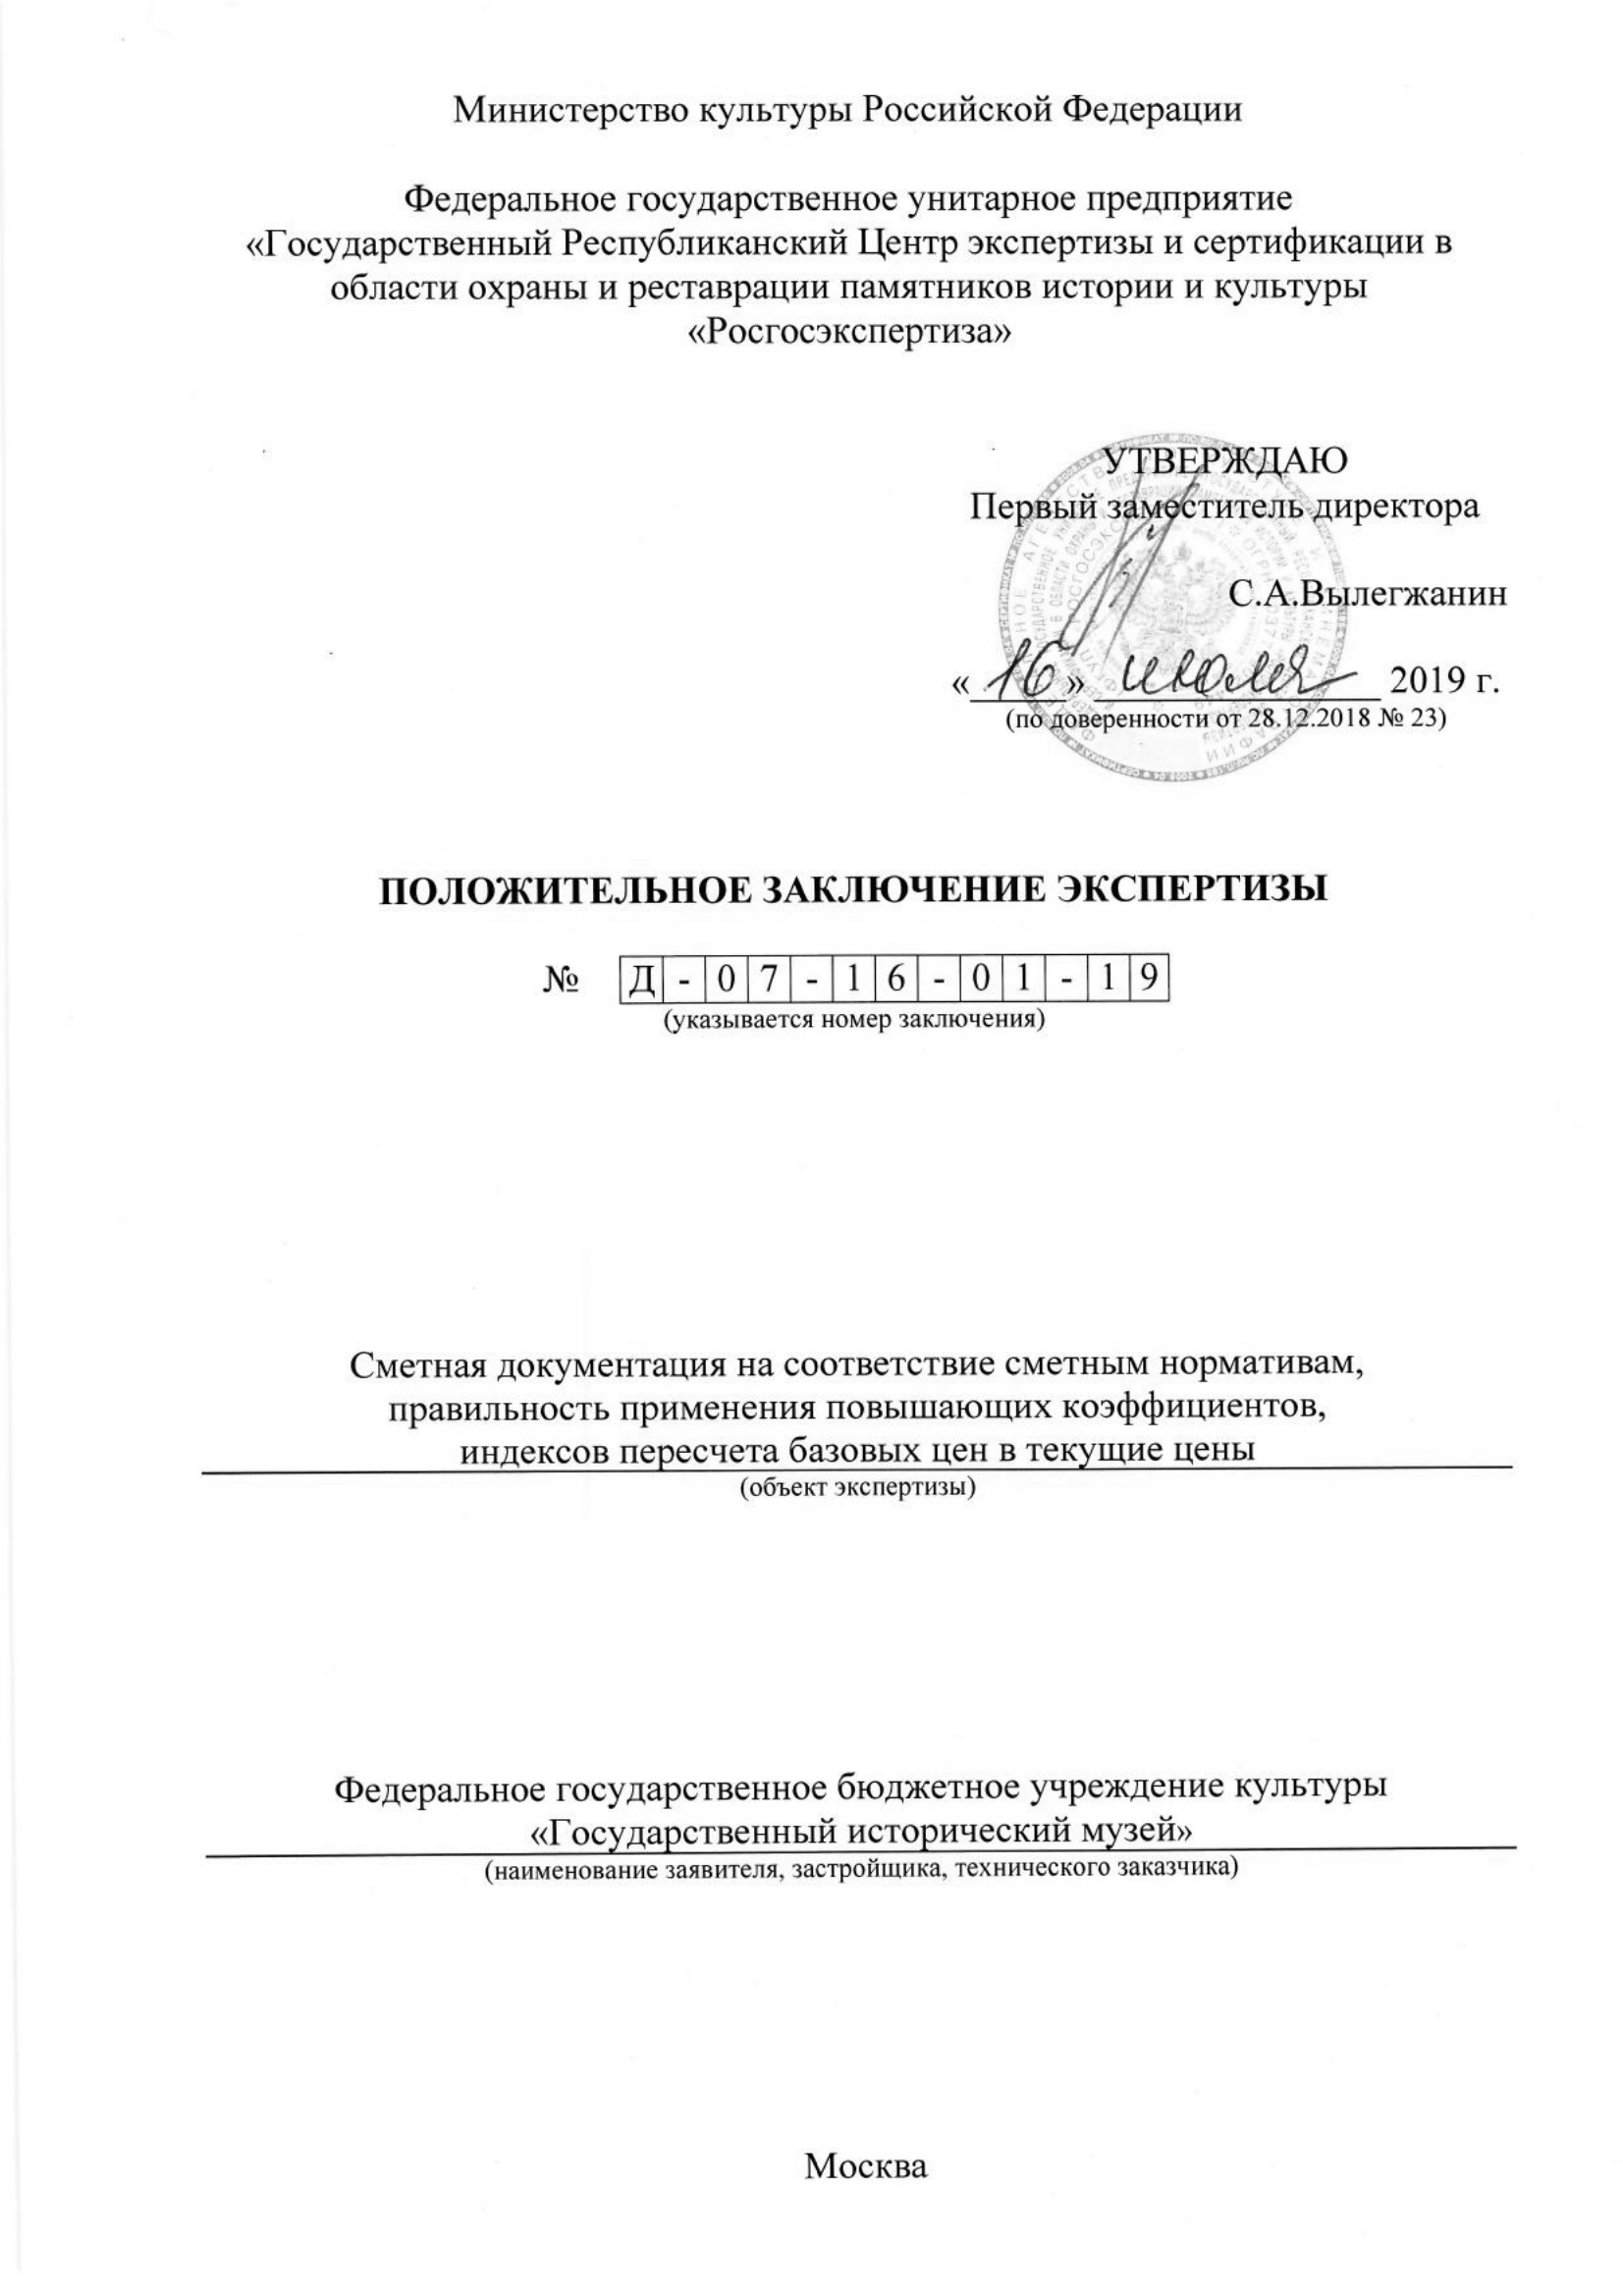 Министерство культуры Российской Федерации
Федеральное государственное унитарное предприятие
«Государственный Республиканский Центр экспертизы и сертификации в
области охраны и реставрации памятников истории и культуры
«Росгосэкспертиза»
УТВЕРЖДАЮ
Первый заместитель директора
С.А.Вылегжанин
«16» июля 2019 г.
(по доверенности от 28.12.2018 № 23)
ПОЛОЖИТЕЛЬНОЕ ЗАКЛЮЧЕНИЕ ЭКСПЕРТИЗЫ
№ Д-07-16-01-19
(указывается номер заключения)
Сметная документация на соответствие сметным нормативам,
правильность применения повышающих коэффициентов,
индексов пересчета базовых цен в текущие цены
(объект экспертизы)
Федеральное государственное бюджетное учреждение культуры
«Государственный исторический музей»
(наименование заявителя, застройщика, технического заказчика)
Москва